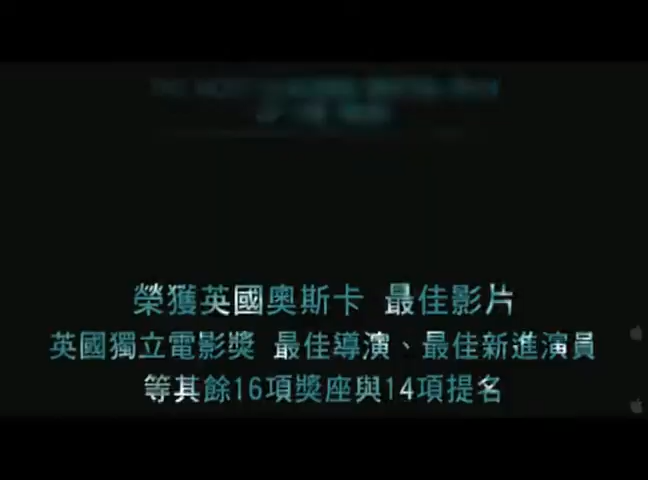 榮獲英國奧斯卡 最佳影片
英國獨立電影獎 最佳導演、最佳新進演員
等其餘16項獎座與14項提名